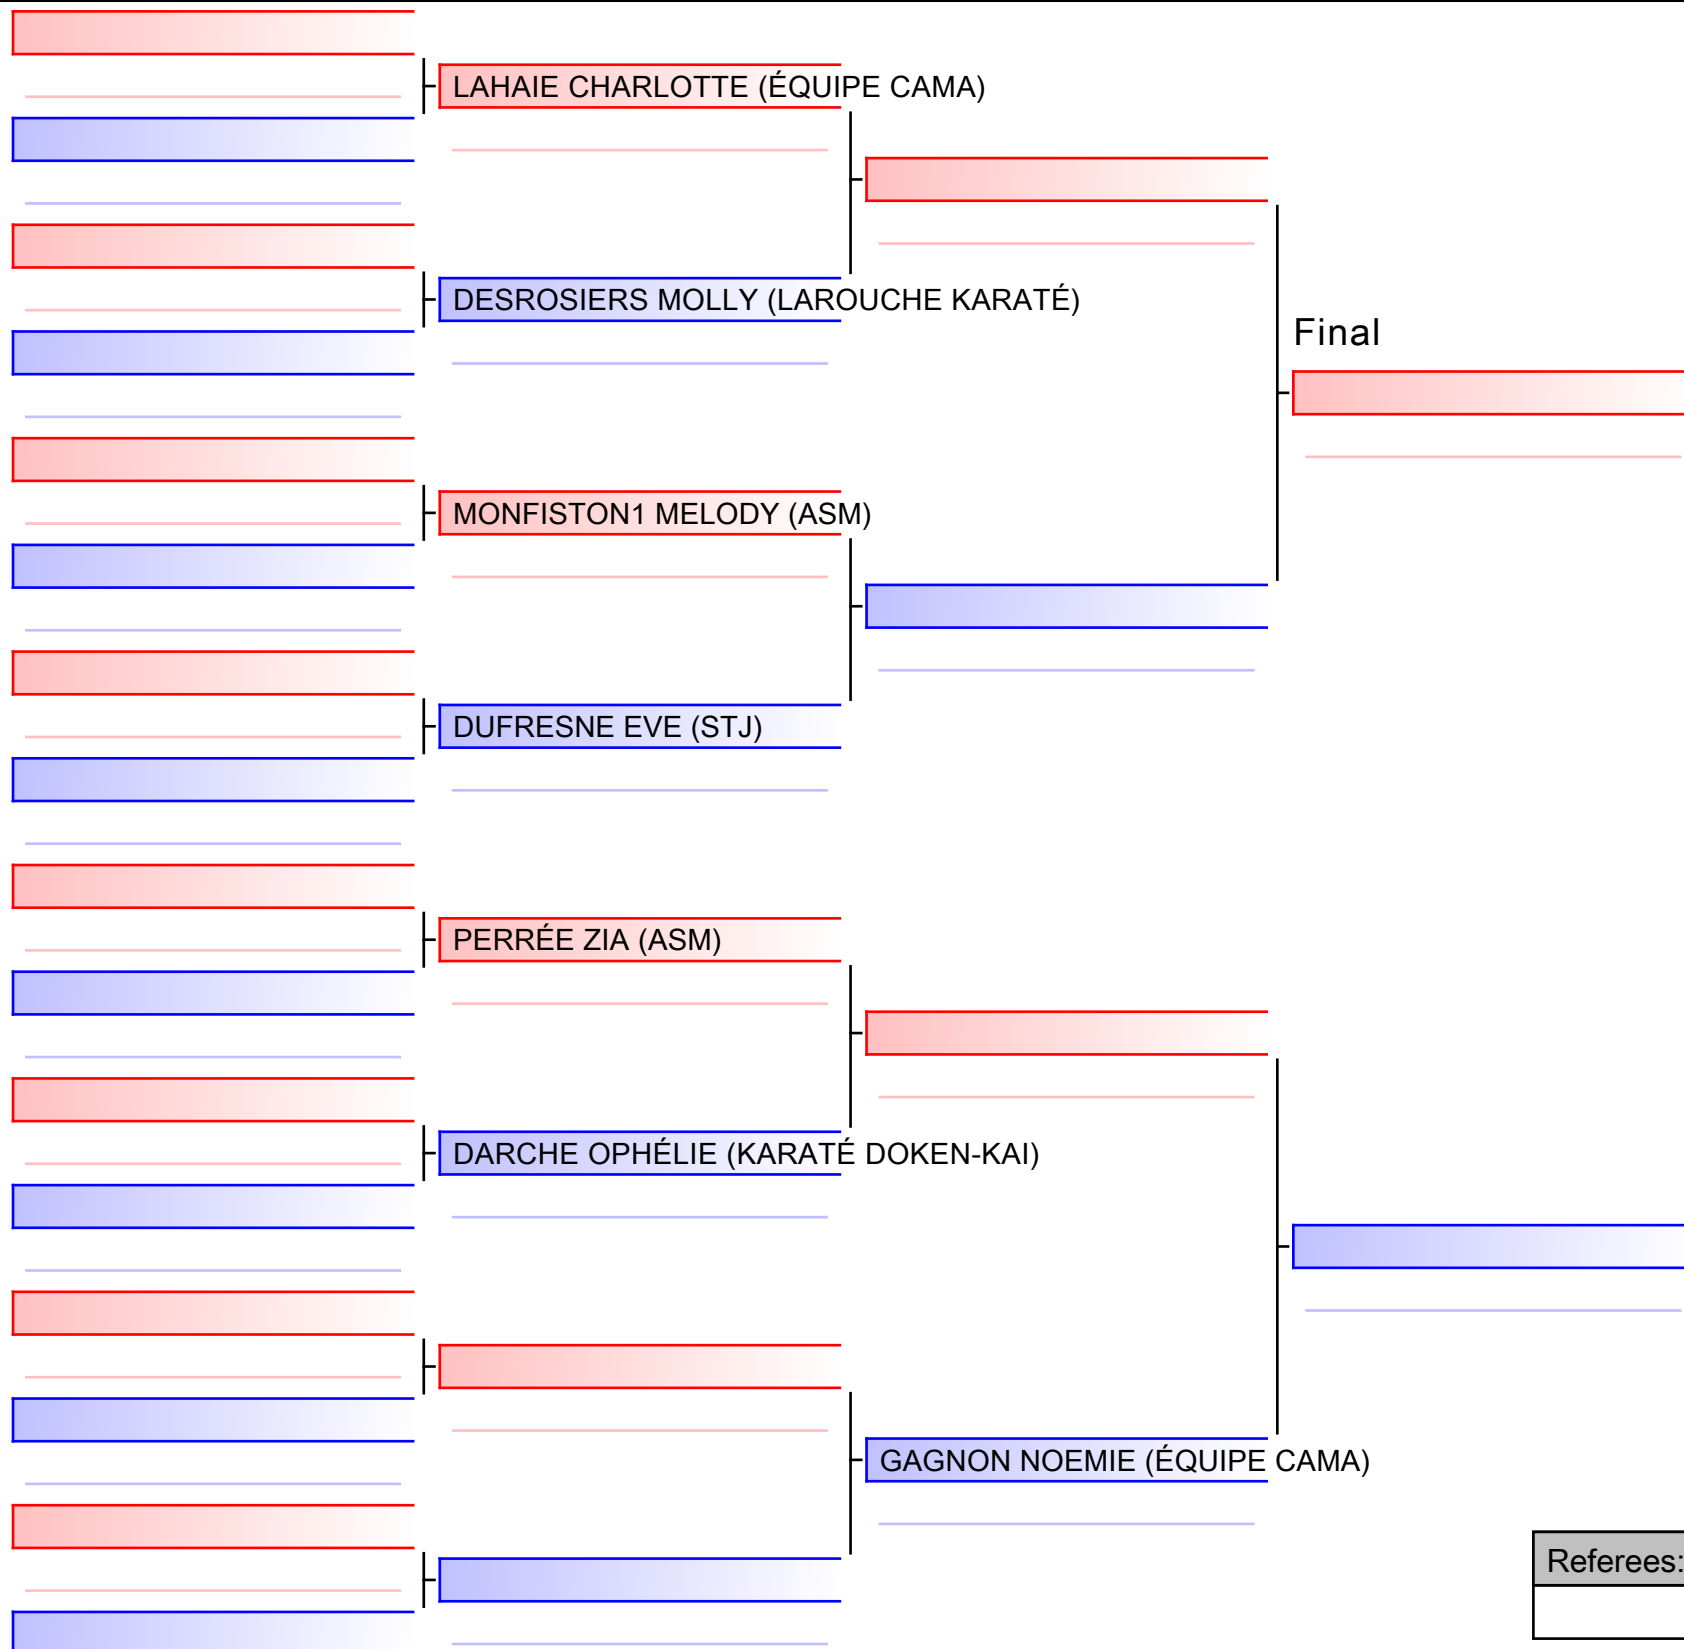 LAHAIE CHARLOTTE (ÉQUIPE CAMA)
DESROSIERS MOLLY (LAROUCHE KARATÉ)
Final
MONFISTON1 MELODY (ASM)
DUFRESNE EVE (STJ)
PERRÉE ZIA (ASM)
DARCHE OPHÉLIE (KARATÉ DOKEN-KAI)
GAGNON NOEMIE (ÉQUIPE CAMA)
Referees: